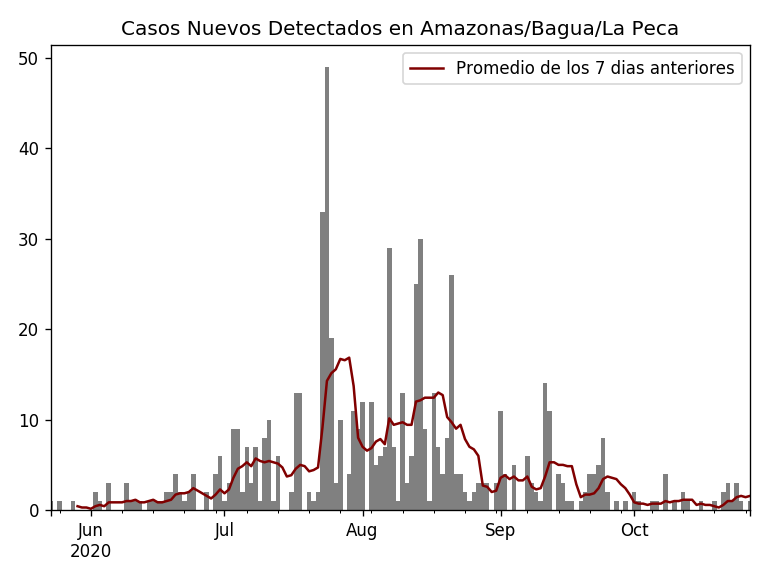 Casos Nuevos Detectados en Amazonas/Bagua/La Peca
Promedio de los 7 dias anteriores
50
40
30
20
10
0
Jun Jul Aug Sep Oct
2020